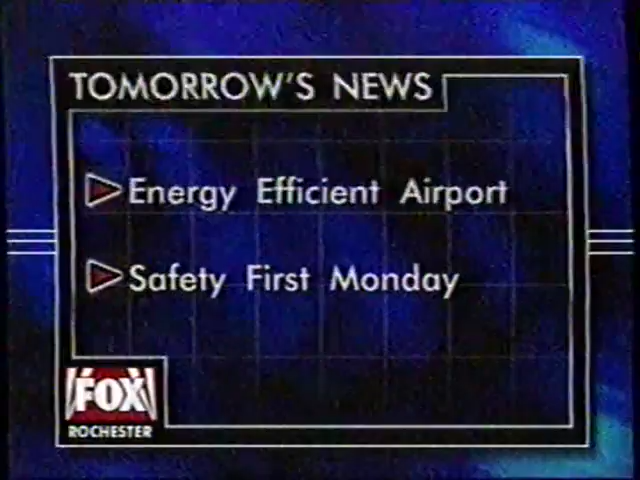 TOMORROW'S NEWS
Energy Efficient Airport
Safety First Monday
FOX
ROCHESTER